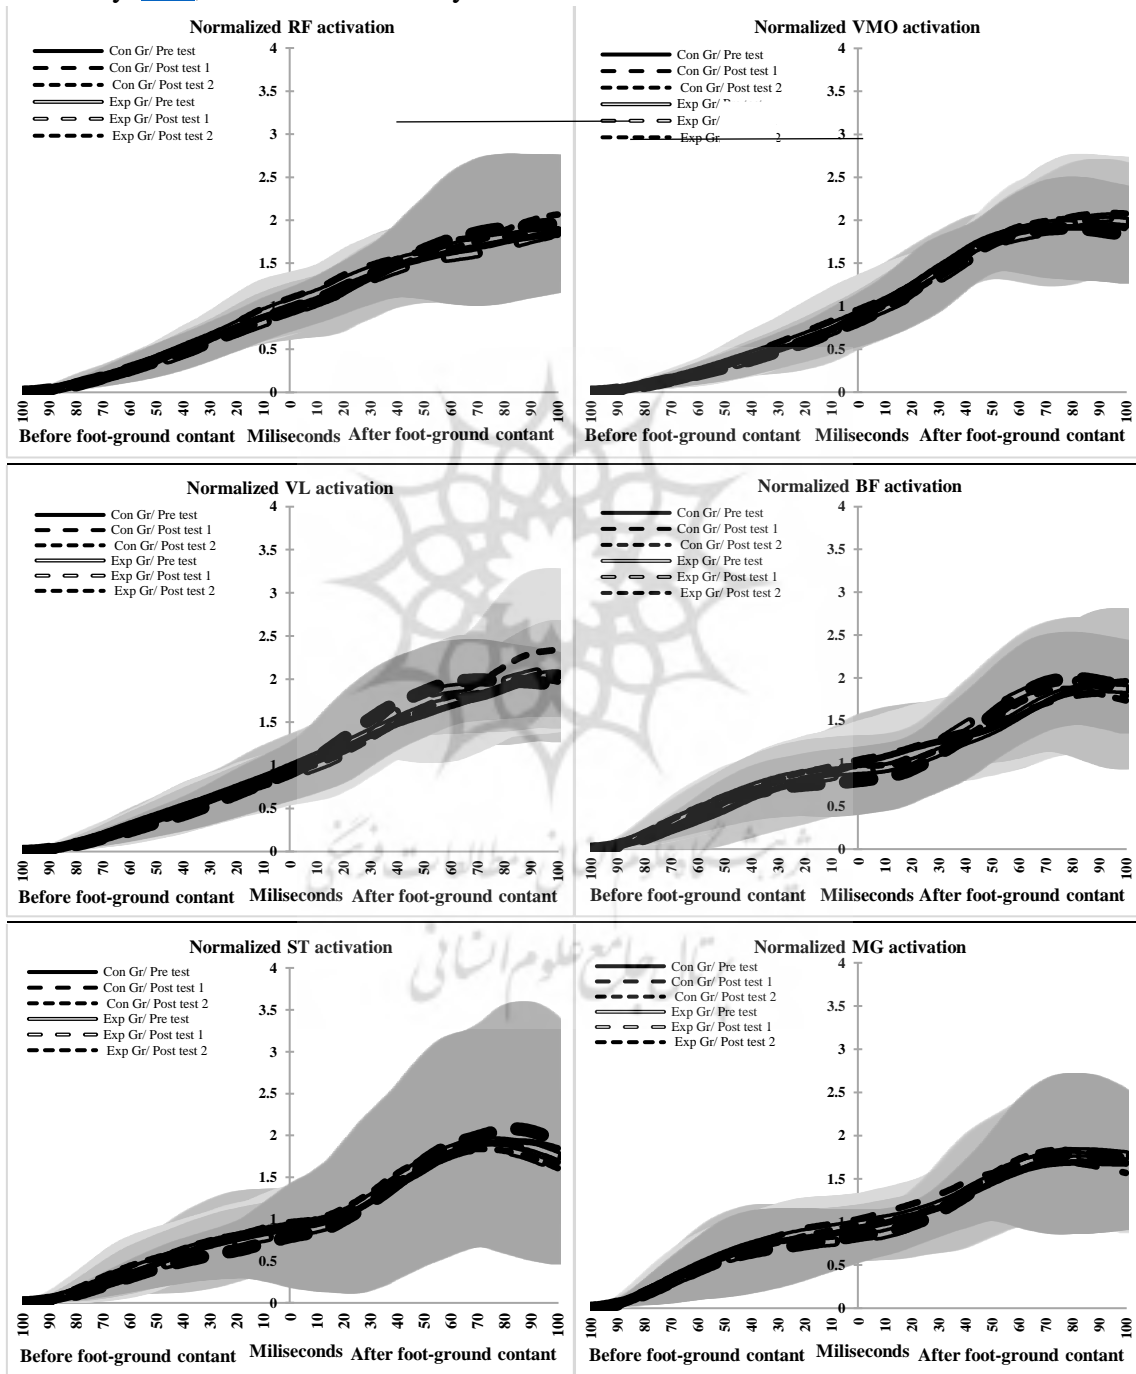 Normalized RF activation
Con Gr/ Pre test
Con Gr/ Post test 1
Con Gr/ Post test 2
Exp Gr/ Pre test
Exp Gr/ Post test 1
Exp Gr/ Post test 2
4
3.5
3
2.5
2
1.5
1
0.5
0
100 90 80 70 60 50 40 30 20 10 0 10 20 30 40 50 60 70 80 90 100
Before foot-ground contant Miliseconds After foot-ground contant
Normalized VMO activation
Con Gr/ Pre test
Con Gr/ Post test 1
Con Gr/ Post test 2
Exp Gr/
Exp Gr/
Exp Gr 2
4
3.5
3
2.5
2
1.5
1
0.5
0
100 90 80 70 60 50 40 30 20 10 0 10 20 30 40 50 60 70 80 90 100
Before foot-ground contant Miliseconds After foot-ground contant
Normalized VL activation
Con Gr/ Pre test
Con Gr/ Post test 1
Con Gr/ Post test 2
Exp Gr/ Pre test
Exp Gr/ Post test 1
Exp Gr/ Post test 2
4
3.5
3
2.5
2
1.5
1
0.5
0
100 90 80 70 60 50 40 30 20 10 0 10 20 30 40 50 60 70 80 90 100
Before foot-ground contant Miliseconds After foot-ground contant
Normalized BF activation
Con Gr/ Pre test
Con Gr/ Post test 1
Con Gr/ Post test 2
Exp Gr/ Pre test
Exp Gr/ Post test 1
Exp Gr/ Post test 2
4
3.5
3
2.5
2
1.5
1
0.5
0
100 90 80 70 60 50 40 30 20 10 0 10 20 30 40 50 60 70 80 90 100
Before foot-ground contant Miliseconds After foot-ground contant
پژوهشگاه علوم انسانی و مطالعات فرهنگی
پرتال جامع علوم انسانی
Normalized ST activation
Con Gr/ Pre test
Con Gr/ Post test 1
Con Gr/ Post test 2
Exp Gr/ Pre test
Exp Gr/ Post test 1
Exp Gr/ Post test 2
4
3.5
3
2.5
2
1.5
1
0.5
0
100 90 80 70 60 50 40 30 20 10 0 10 20 30 40 50 60 70 80 90 100
Before foot-ground contant Miliseconds After foot-ground contant
Normalized MG activation
Con Gr/ Pre test
Con Gr/ Post test 1
Con Gr/ Post test 2
Exp Gr/ Pre test
Exp Gr/ Post test 1
Exp Gr/ Post test 2
4
3.5
3
2.5
2
1.5
1
0.5
0
100 90 80 70 60 50 40 30 20 10 0 10 20 30 40 50 60 70 80 90 100
Before foot-ground contant Miliseconds After foot-ground contant